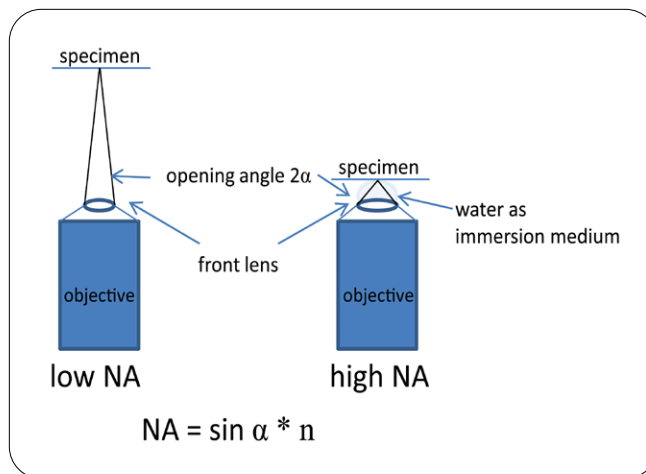 specimen
opening angle 2α
specimen
water as
immersion medium
front lens
objective
objective
low NA
high NA
NA = sin α * n